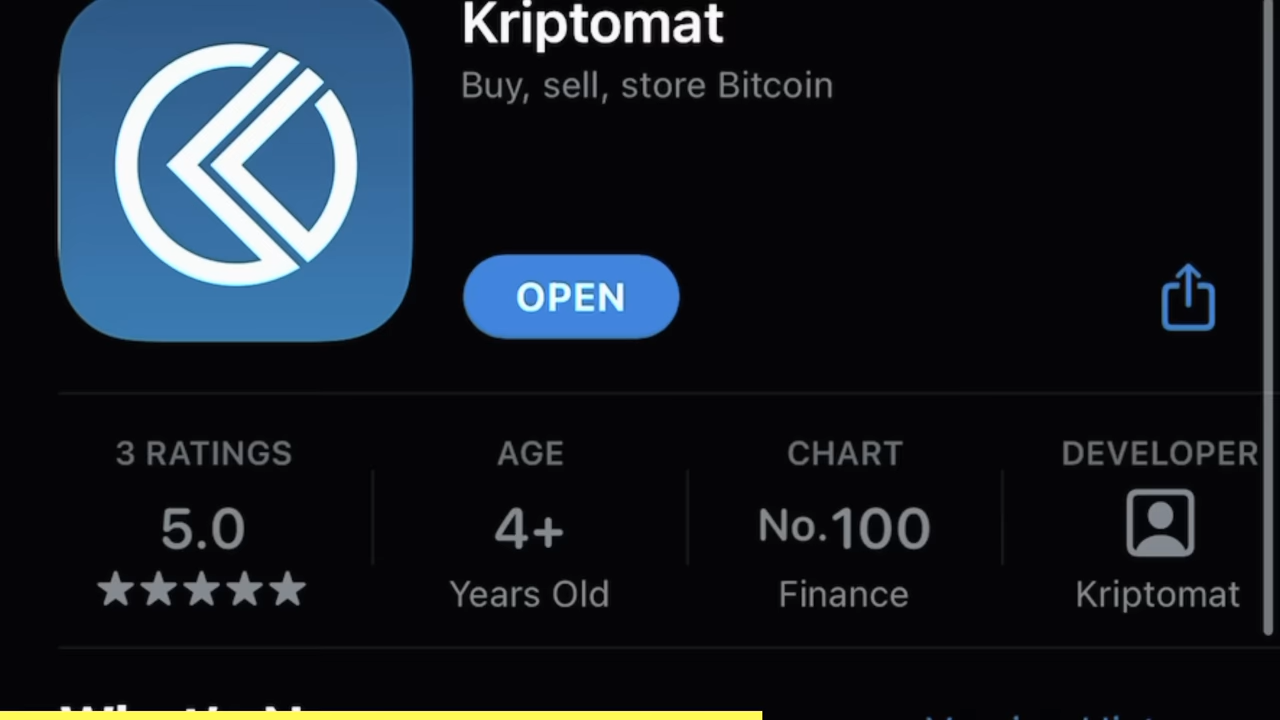 Kriptomat
Buy, sell, store Bitcoin
OPEN
3 RATINGS
5.0
AGE
4+
Years Old
CHART
No.100
Finance
DEVELOPER
Kriptomat